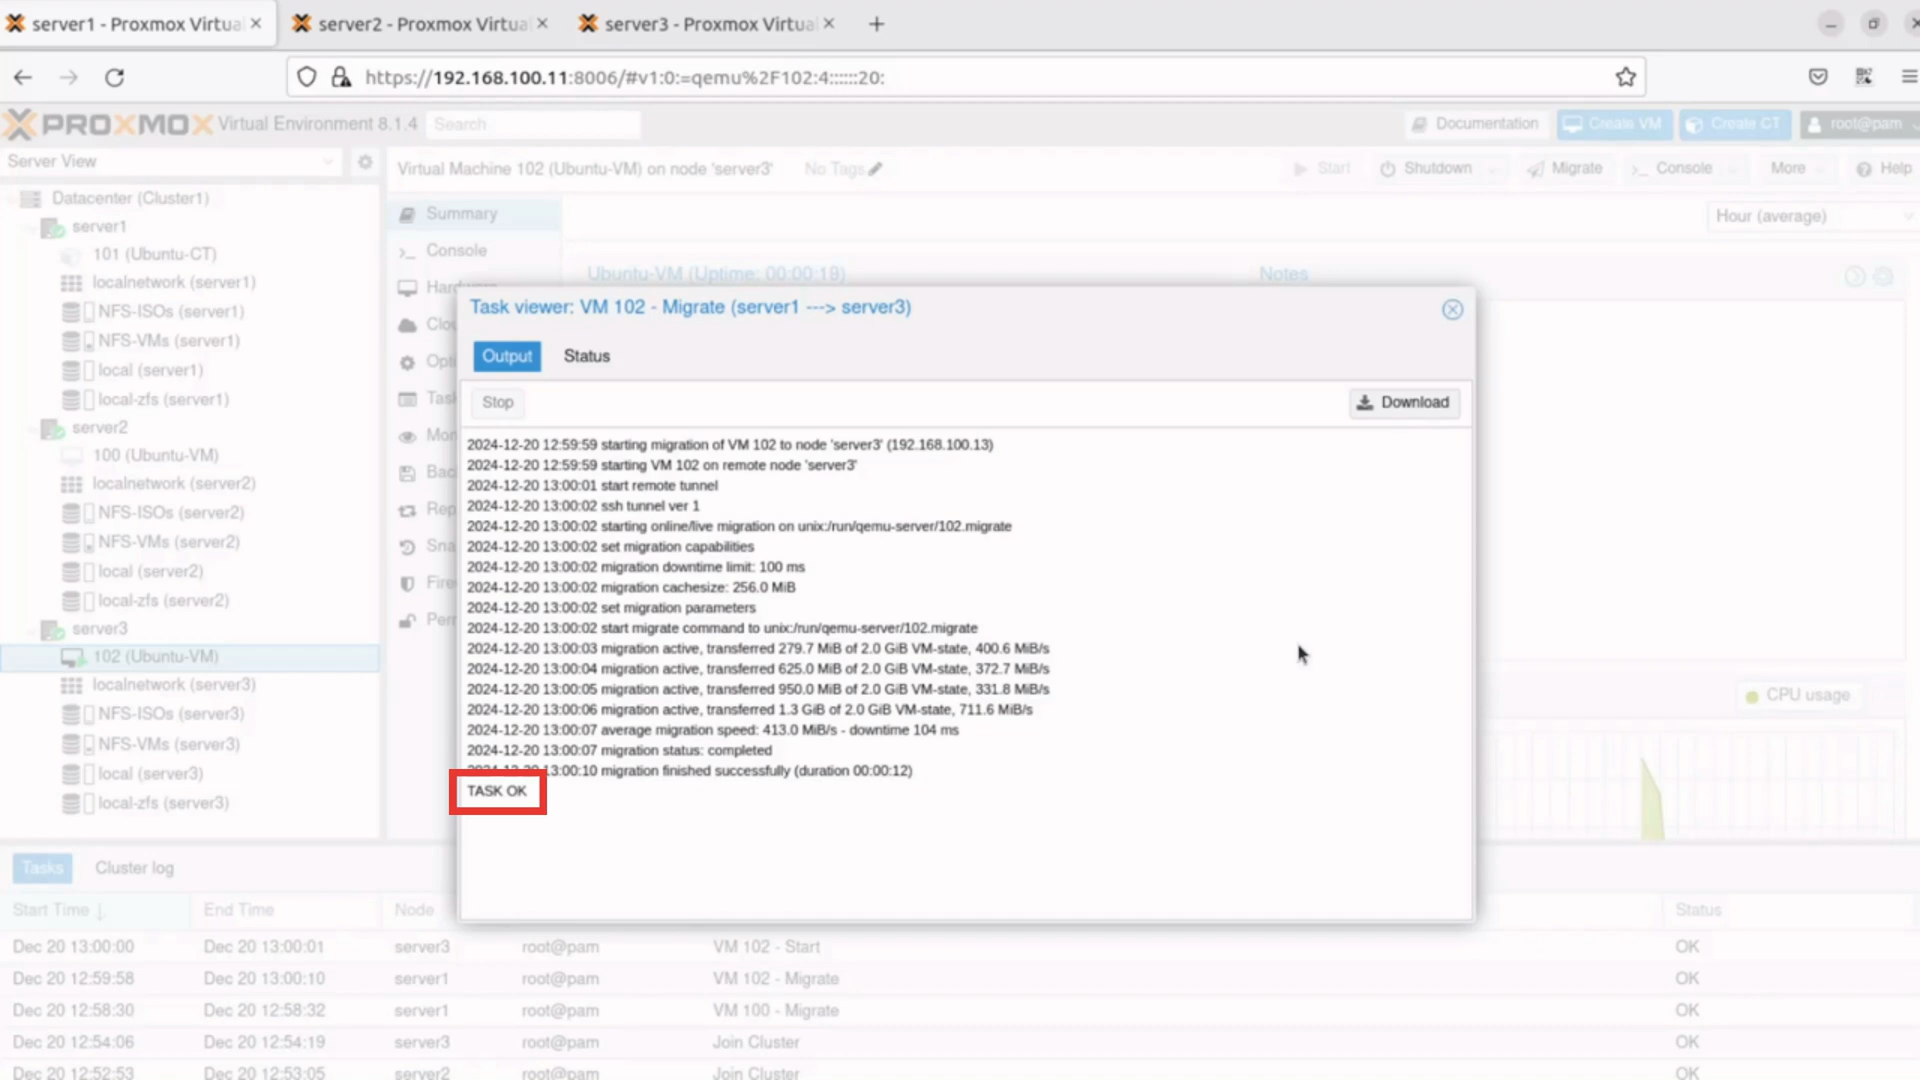 server1 - Proxmox Virtual
server2 - Proxmox Virtual
server3 - Proxmox Virtual
https://192.168.100.11:8006/#v1:0:=qemu%2F102:4::::::20:
PROXMOX Virtual Environment 8.1.4
Search
Documentation
Create VM
Create CT
root@pam
Server View
Virtual Machine 102 (Ubuntu-VM) on node 'server3'
No Tags
Start
Shutdown
Migrate
Console
More
Help
Datacenter (Cluster1)
server1
101 (Ubuntu-CT)
localnetwork (server1)
NFS-ISOs (server1)
NFS-VMs (server1)
local (server1)
local-zfs (server1)
server2
100 (Ubuntu-VM)
localnetwork (server2)
NFS-ISOs (server2)
NFS-VMs (server2)
local (server2)
local-zfs (server2)
server3
102 (Ubuntu-VM)
localnetwork (server3)
NFS-ISOs (server3)
NFS-VMs (server3)
local (server3)
local-zfs (server3)
Summary
Console
Hour (average)
Ubuntu-VM (Uptime: 00:00:19)
Notes
Task viewer: VM 102 - Migrate (server1 ---> server3)
Output
Status
Stop
Download
2024-12-20 12:59:59 starting migration of VM 102 to node 'server3' (192.168.100.13)
2024-12-20 12:59:59 starting VM 102 on remote node 'server3'
2024-12-20 13:00:01 start remote tunnel
2024-12-20 13:00:02 ssh tunnel ver 1
2024-12-20 13:00:02 starting online/live migration on unix:/run/qemu-server/102.migrate
2024-12-20 13:00:02 set migration capabilities
2024-12-20 13:00:02 migration downtime limit: 100 ms
2024-12-20 13:00:02 migration cachesize: 256.0 MiB
2024-12-20 13:00:02 set migration parameters
2024-12-20 13:00:02 start migrate command to unix:/run/qemu-server/102.migrate
2024-12-20 13:00:03 migration active, transferred 279.7 MiB of 2.0 GiB VM-state, 400.6 MiB/s
2024-12-20 13:00:04 migration active, transferred 625.0 MiB of 2.0 GiB VM-state, 372.7 MiB/s
2024-12-20 13:00:05 migration active, transferred 950.0 MiB of 2.0 GiB VM-state, 331.8 MiB/s
2024-12-20 13:00:06 migration active, transferred 1.3 GiB of 2.0 GiB VM-state, 711.6 MiB/s
2024-12-20 13:00:07 average migration speed: 413.0 MiB/s - downtime 104 ms
2024-12-20 13:00:07 migration status: completed
2024-12-20 13:00:10 migration finished successfully (duration 00:00:12)
TASK OK
CPU usage
Tasks
Cluster log
Start Time
End Time
Node
Status
Dec 20 13:00:00 Dec 20 13:00:01 server3 root@pam VM 102 - Start OK
Dec 20 12:59:58 Dec 20 13:00:10 server1 root@pam VM 102 - Migrate OK
Dec 20 12:58:30 Dec 20 12:58:32 server1 root@pam VM 100 - Migrate OK
Dec 20 12:54:06 Dec 20 12:54:19 server3 root@pam Join Cluster OK
Dec 20 12:52:53 Dec 20 12:53:05 server2 root@pam Join Cluster OK